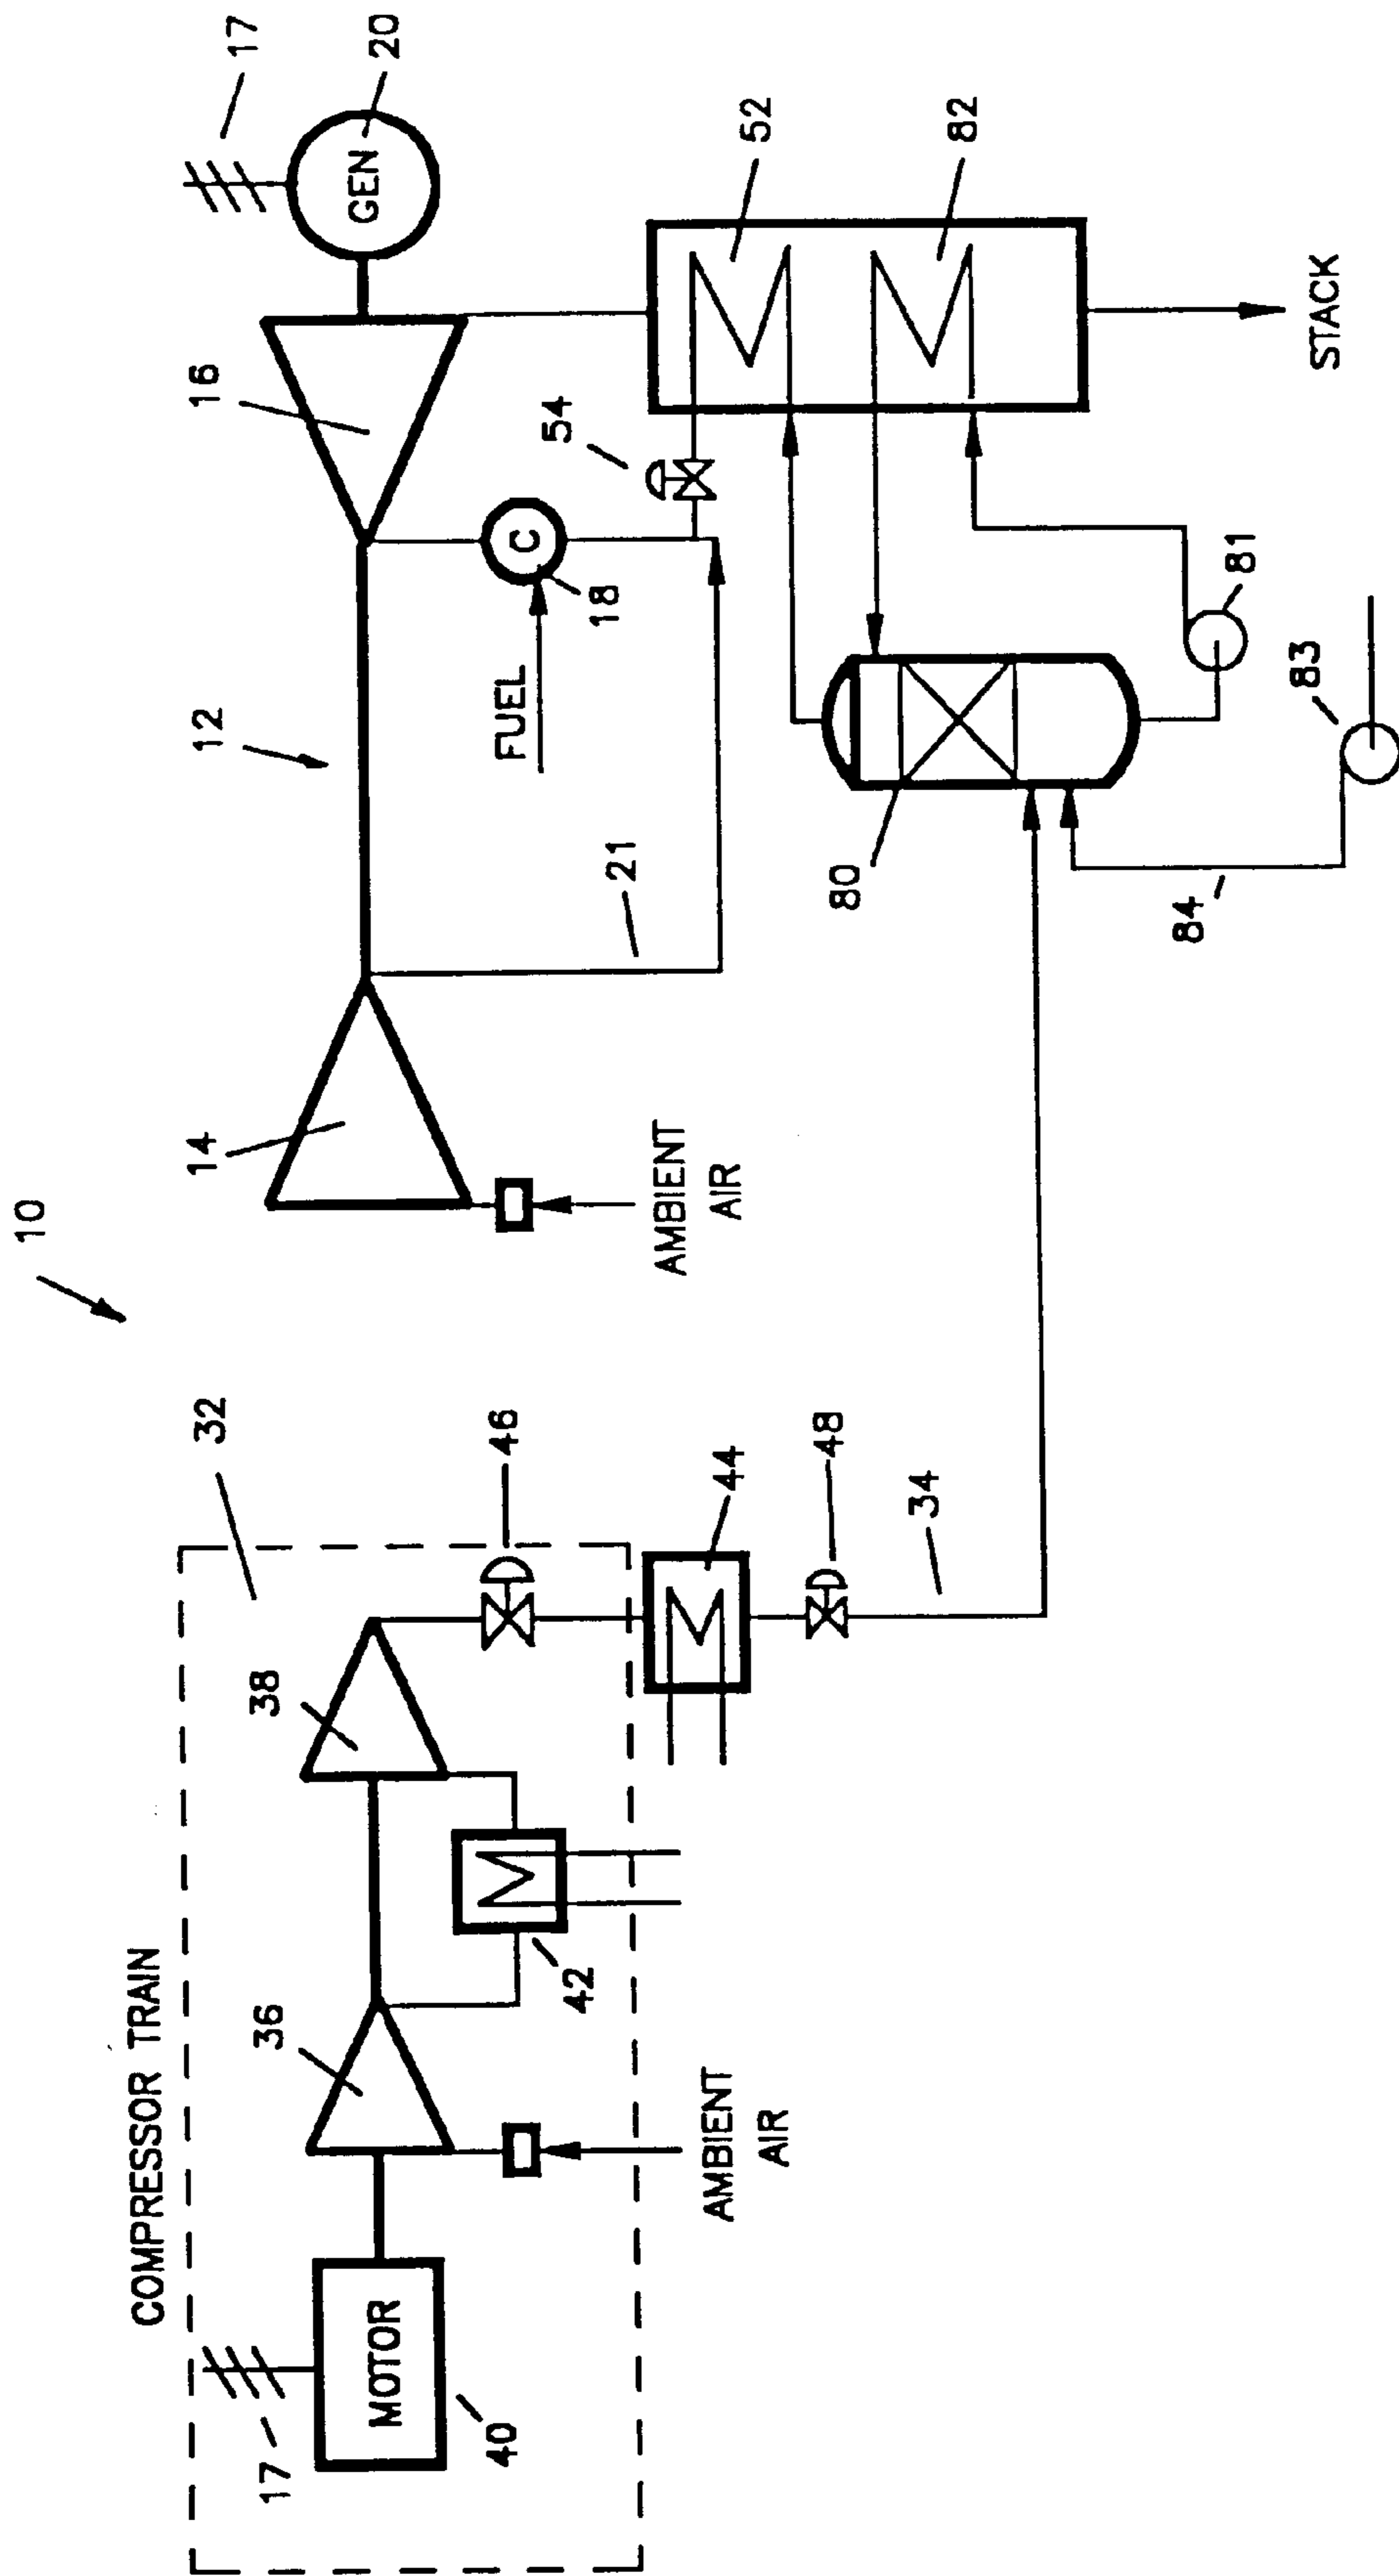 10
COMPRESSOR TRAIN
32
17
MOTOR
40
36
42
38
46
44
48
34
AMBIENT
AIR
14
12
16
17
GEN
20
21
FUEL
C
18
54
52
82
AMBIENT
AIR
80
84
83
81
STACK